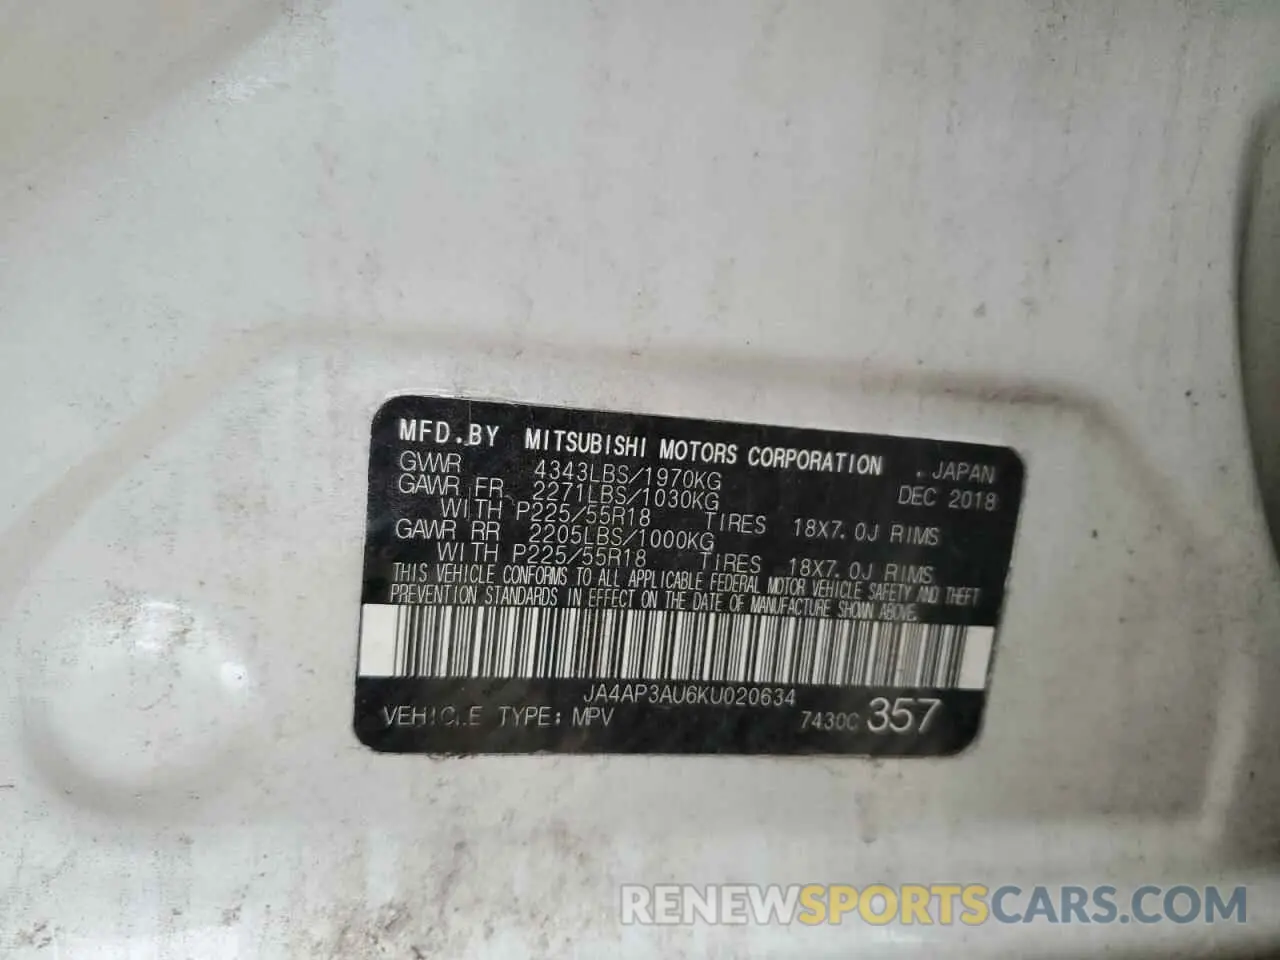 MFD.BY MITSUBISHI MOTORS CORPORATION . JAPAN
GVWR 4343LBS/1970KG DEC 2018
GAWR FR 2271LBS/1030KG
WITH P225/55R18 TIRES 18X7.0J RIMS
GAWR RR 2205LBS/1000KG
WITH P225/55R18 TIRES 18X7.0J RIMS
THIS VEHICLE CONFORMS TO ALL APPLICABLE FEDERAL MOTOR VEHICLE SAFETY AND THEFT
PREVENTION STANDARDS IN EFFECT ON THE DATE OF MANUFACTURE SHOWN ABOVE.
JA4AP3AU6KU020634
VEHICLE TYPE: MPV 7430C 357
RENEWSPORTSCARS.COM